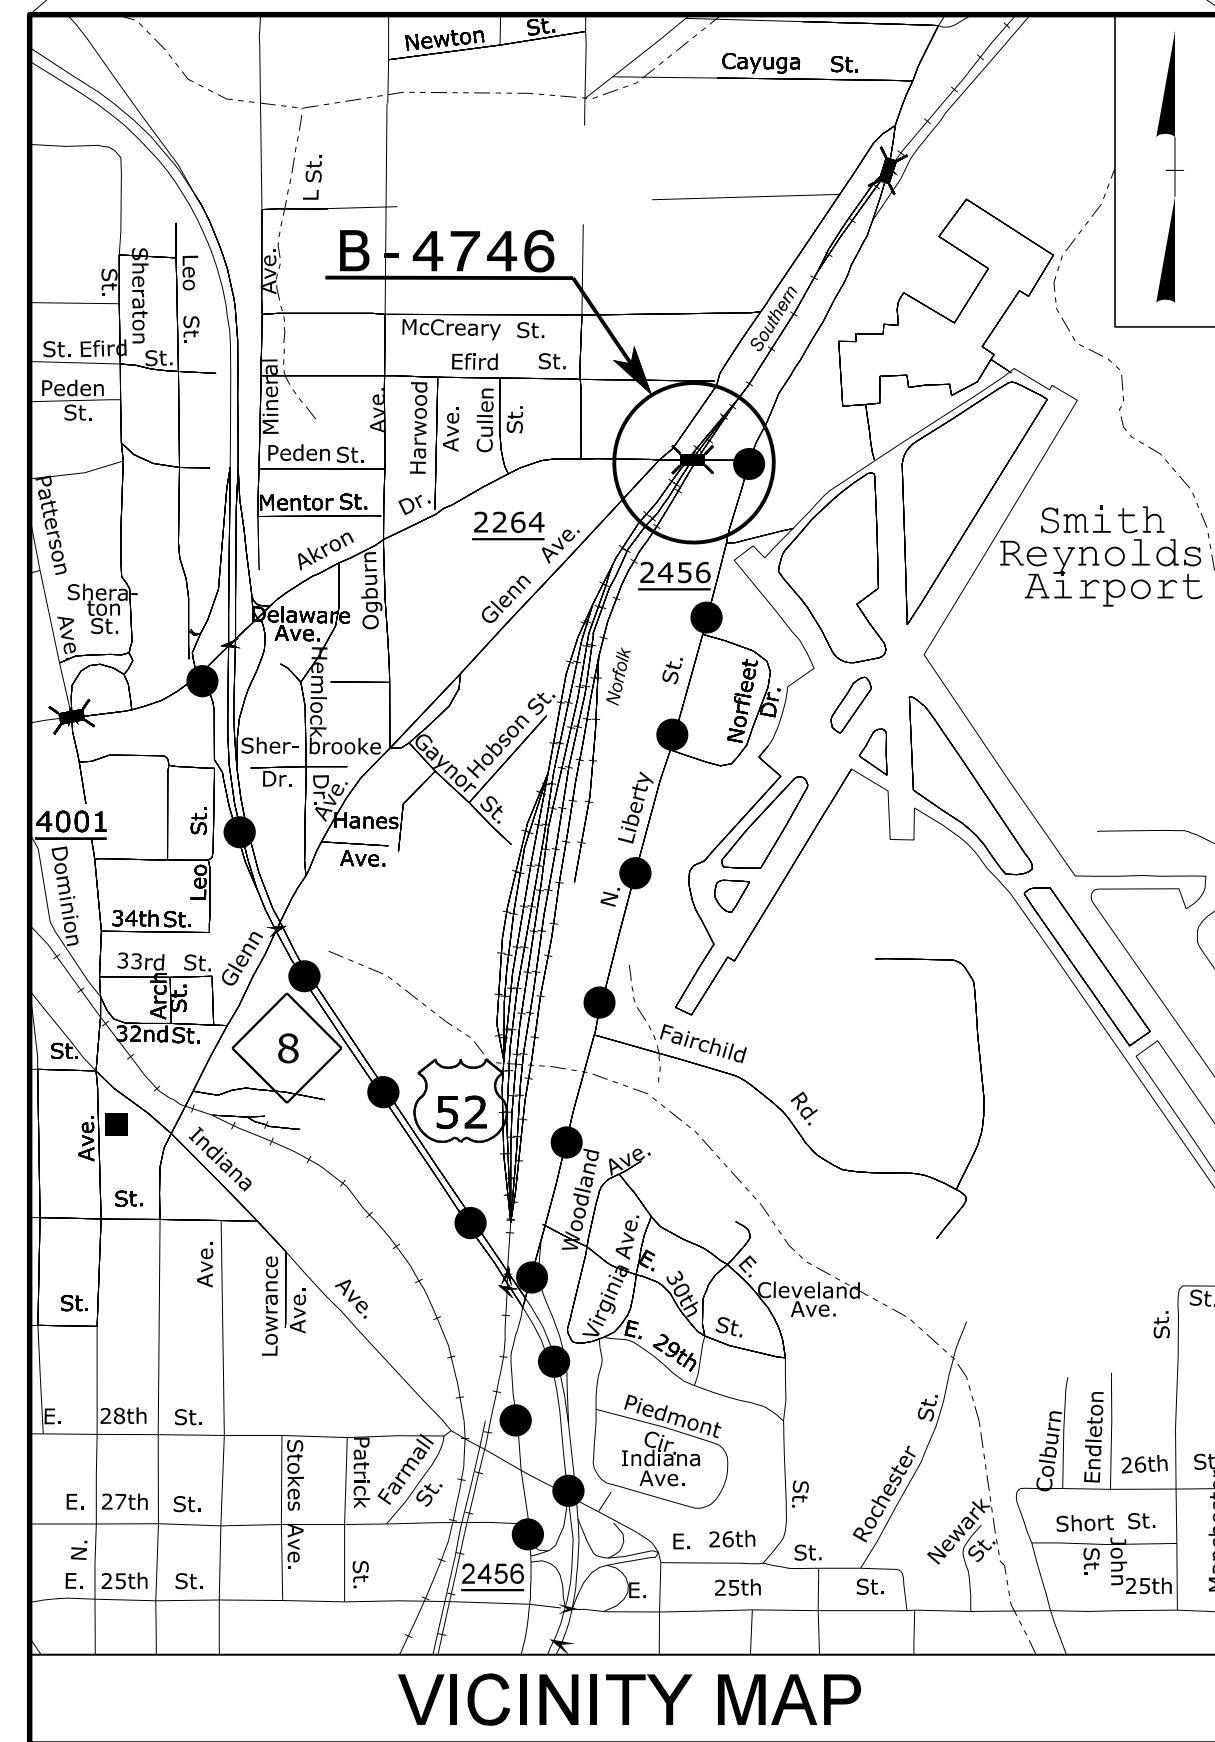 Newton St.
Cayuga St.
L St.
B-4746
Sheraton
St.
Leo St.
Mineral Ave.
Southern
McCreary St.
St. Efird St.
Efird St.
Peden
St.
Harwood Ave.
Ave.
Cullen St.
Peden St.
Mentor St.
Akron Dr.
2264
Patterson Ave.
Ogburn
Glenn Ave.
2456
Smith
Reynolds
Airport
Shera-
ton
St.
Delaware
Ave.
Hemlock
Dr.
Norfolk
St.
Norfleet
Dr.
Sher- brooke
Dr.
Gaynor St.
Hobson St.
Ave.
4001
Leo St.
Hanes
Ave.
N. Liberty
Dominion
34th St.
Glenn
33rd St.
Arch
St.
32nd St.
St.
8
52
Fairchild Rd.
Ave.
Indiana Ave.
St.
Woodland Ave.
Virginia Ave.
E. 30th St.
E.
Cleveland
Ave.
Ave.
Lowrance
Ave.
St.
E. 29th
St.
St.
St.
E. 28th St.
Piedmont
Cir.
Indiana
Ave.
Stokes Ave.
Patrick St.
Farmall
St.
Rochester St.
Colburn
Endleton
26th St
E. 27th St.
Newark
St.
Short St.
John
St.
E. 26th St.
N.
E. 25th St.
2456
E. 25th St.
25th
VICINITY MAP